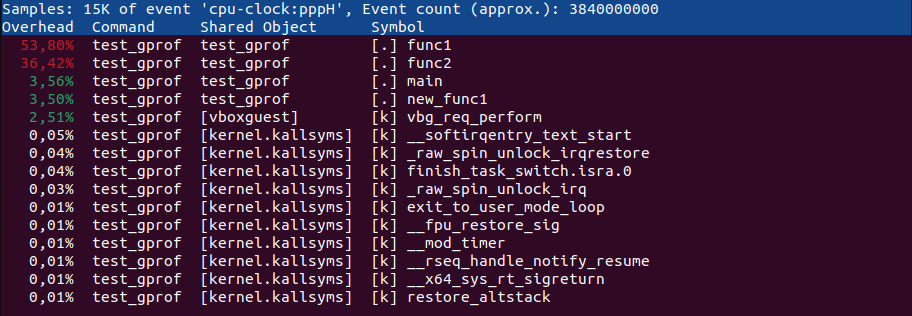 Samples: 15K of event 'cpu-clock:pppH', Event count (approx.): 3840000000
Overhead  Command     Shared Object      Symbol
  53,80%  test_gprof  test_gprof         [.] func1
  36,42%  test_gprof  test_gprof         [.] func2
   3,56%  test_gprof  test_gprof         [.] main
   3,50%  test_gprof  test_gprof         [.] new_func1
   2,51%  test_gprof  [vboxguest]        [k] vbg_req_perform
   0,05%  test_gprof  [kernel.kallsyms]  [k] __softirqentry_text_start
   0,04%  test_gprof  [kernel.kallsyms]  [k] _raw_spin_unlock_irqrestore
   0,04%  test_gprof  [kernel.kallsyms]  [k] finish_task_switch.isra.0
   0,03%  test_gprof  [kernel.kallsyms]  [k] _raw_spin_unlock_irq
   0,01%  test_gprof  [kernel.kallsyms]  [k] exit_to_user_mode_loop
   0,01%  test_gprof  [kernel.kallsyms]  [k] __fpu_restore_sig
   0,01%  test_gprof  [kernel.kallsyms]  [k] __mod_timer
   0,01%  test_gprof  [kernel.kallsyms]  [k] __rseq_handle_notify_resume
   0,01%  test_gprof  [kernel.kallsyms]  [k] __x64_sys_rt_sigreturn
   0,01%  test_gprof  [kernel.kallsyms]  [k] restore_altstack